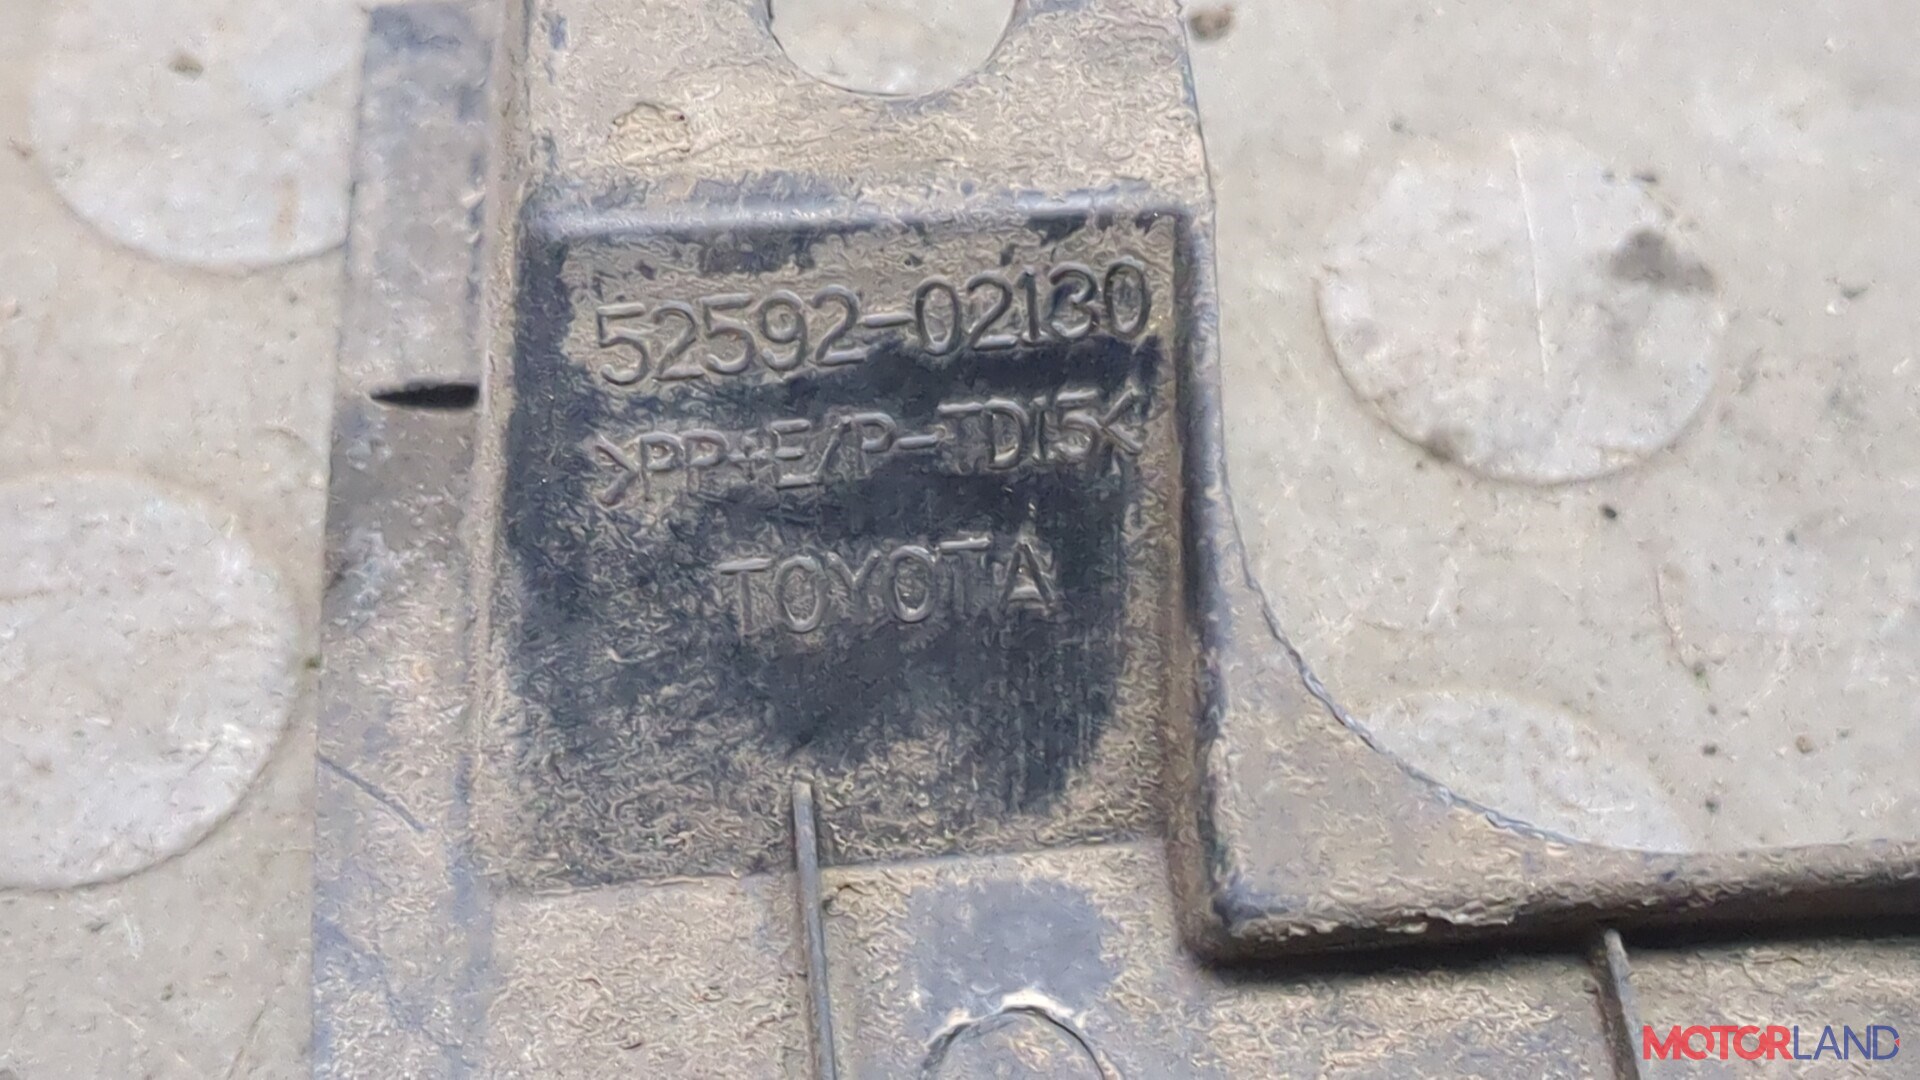 52592-02130
>PP+E/P-TD15<
TOYOTA
MOTORLAND